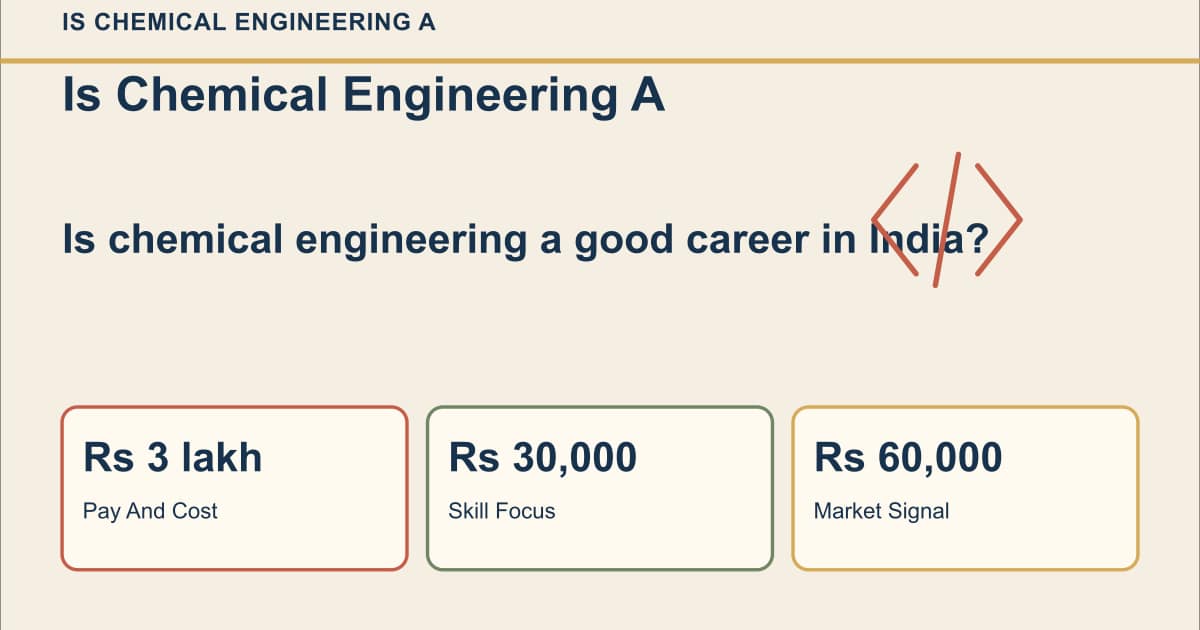 IS CHEMICAL ENGINEERING A
Is Chemical Engineering A
Is chemical engineering a good career in India?
Rs 3 lakh
Pay And Cost
Rs 30,000
Skill Focus
Rs 60,000
Market Signal